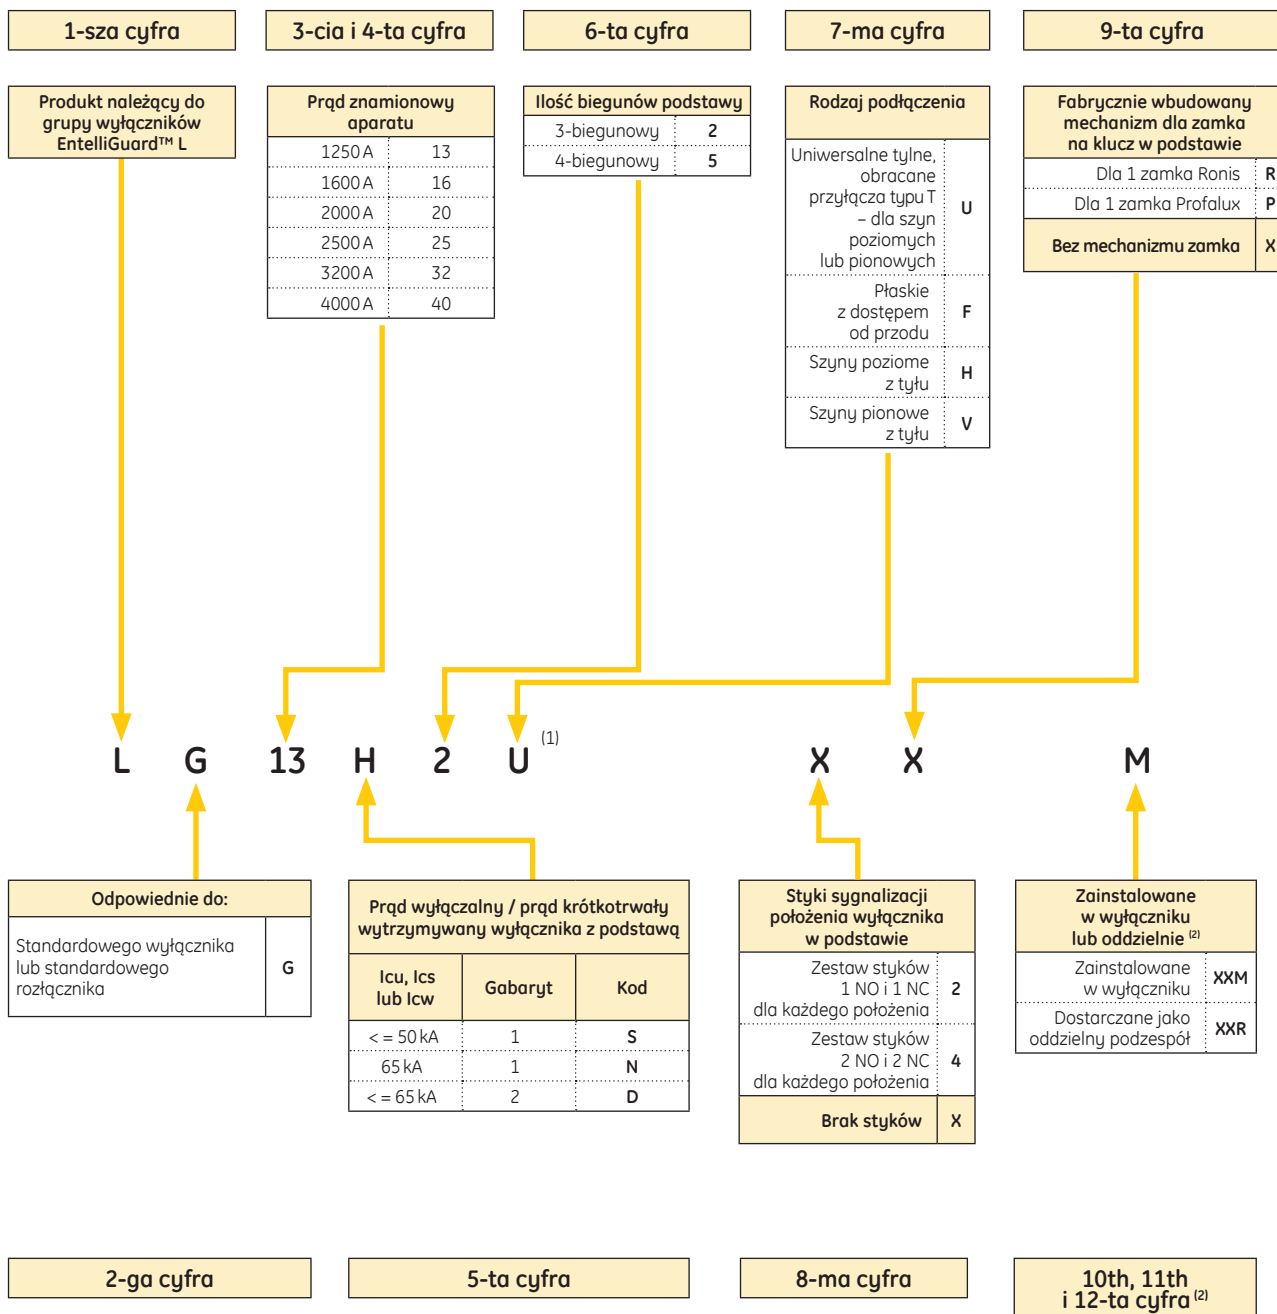 1-sza cyfra
3-cia i 4-ta cyfra
6-ta cyfra
7-ma cyfra
9-ta cyfra
Produkt należący do
grupy wyłączników
EntelliGuard™ L
Prąd znamionowy
aparatu
1250 A 13
1600 A 16
2000 A 20
2500 A 25
3200 A 32
4000 A 40
Ilość biegunów podstawy
3-biegunowy 2
4-biegunowy 5
Rodzaj podłączenia
Uniwersalne tylne,
obracane
przyłącza typu T
– dla szyn
poziomych
lub pionowych
U
Płaskie
z dostępem
od przodu
F
Szyny poziome
z tyłu
H
Szyny pionowe
z tyłu
V
Fabrycznie wbudowany
mechanizm dla zamka
na klucz w podstawie
Dla 1 zamka Ronis R
Dla 1 zamka Profalux P
Bez mechanizmu zamka X
L G 13 H 2 U (1) X X M
Odpowiednie do:
Standardowego wyłącznika
lub standardowego
rozłącznika
G
Prąd wyłączalny / prąd krótkotrwały
wytrzymywany wyłącznika z podstawą
Icu, Ics
lub Icw
Gabaryt
Kod
< = 50 kA 1 S
65 kA 1 N
< = 65 kA 2 D
Styki sygnalizacji
położenia wyłącznika
w podstawie
Zestaw styków
1 NO i 1 NC
dla każdego położenia
2
Zestaw styków
2 NO i 2 NC
dla każdego położenia
4
Brak styków X
Zainstalowane
w wyłączniku
lub oddzielnie (2)
Zainstalowane
w wyłączniku
XXM
Dostarczane jako
oddzielny podzespół
XXR
2-ga cyfra
5-ta cyfra
8-ma cyfra
10th, 11th
i 12-ta cyfra (2)